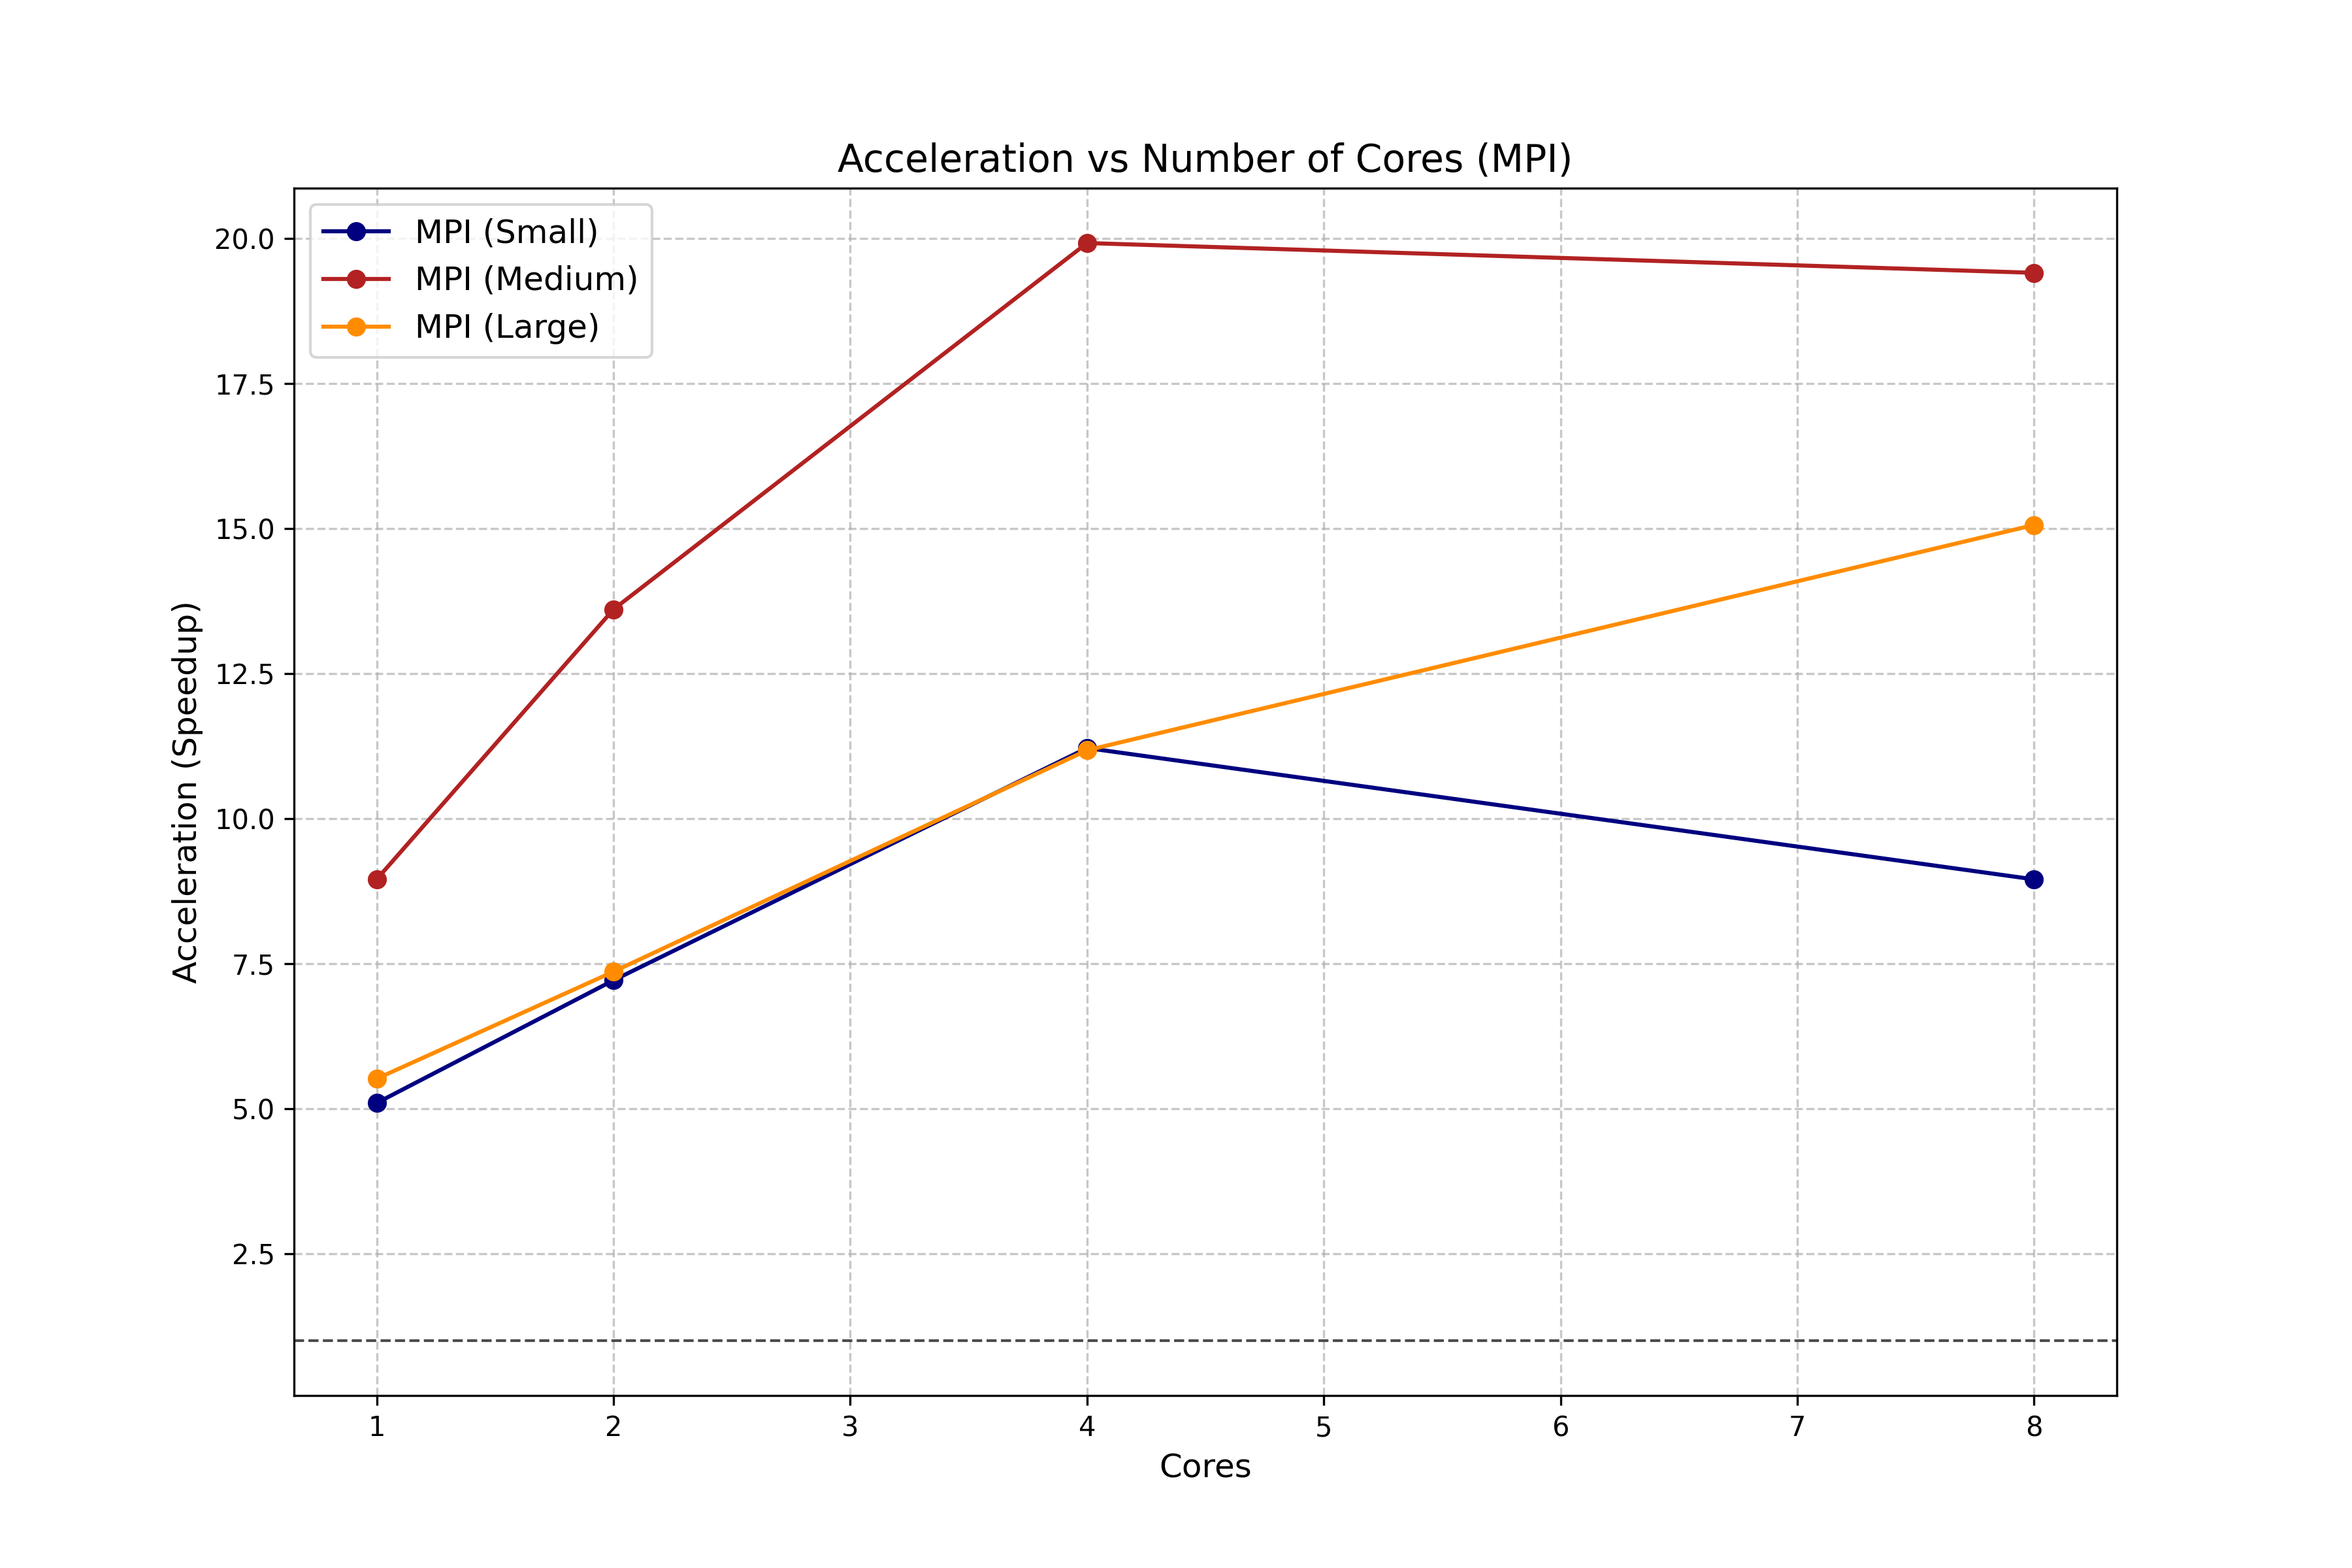 Acceleration vs Number of Cores (MPI)
MPI (Small)
MPI (Medium)
MPI (Large)
Acceleration (Speedup)
20.0
17.5
15.0
12.5
10.0
7.5
5.0
2.5
1 2 3 4 5 6 7 8
Cores